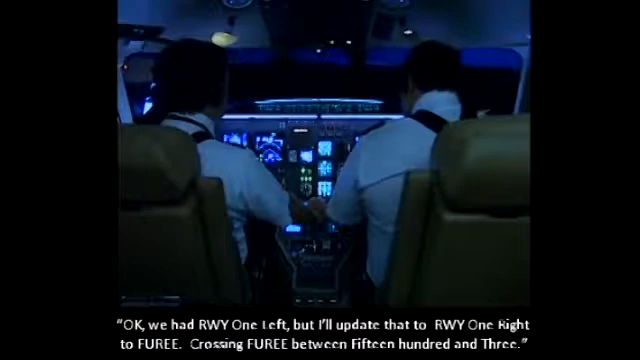 "OK, we had RWY One Left, but I'll update that to RWY One Right
to FUREE. Crossing FUREE between Fifteen hundred and Three."